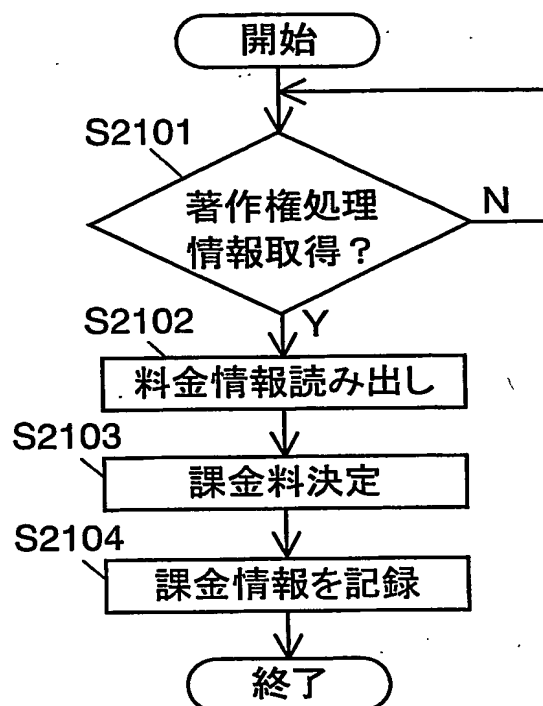 開始
S2101
著作権処理
情報取得？
N
Y
S2102
料金情報読み出し
S2103
課金料決定
S2104
課金情報を記録
終了